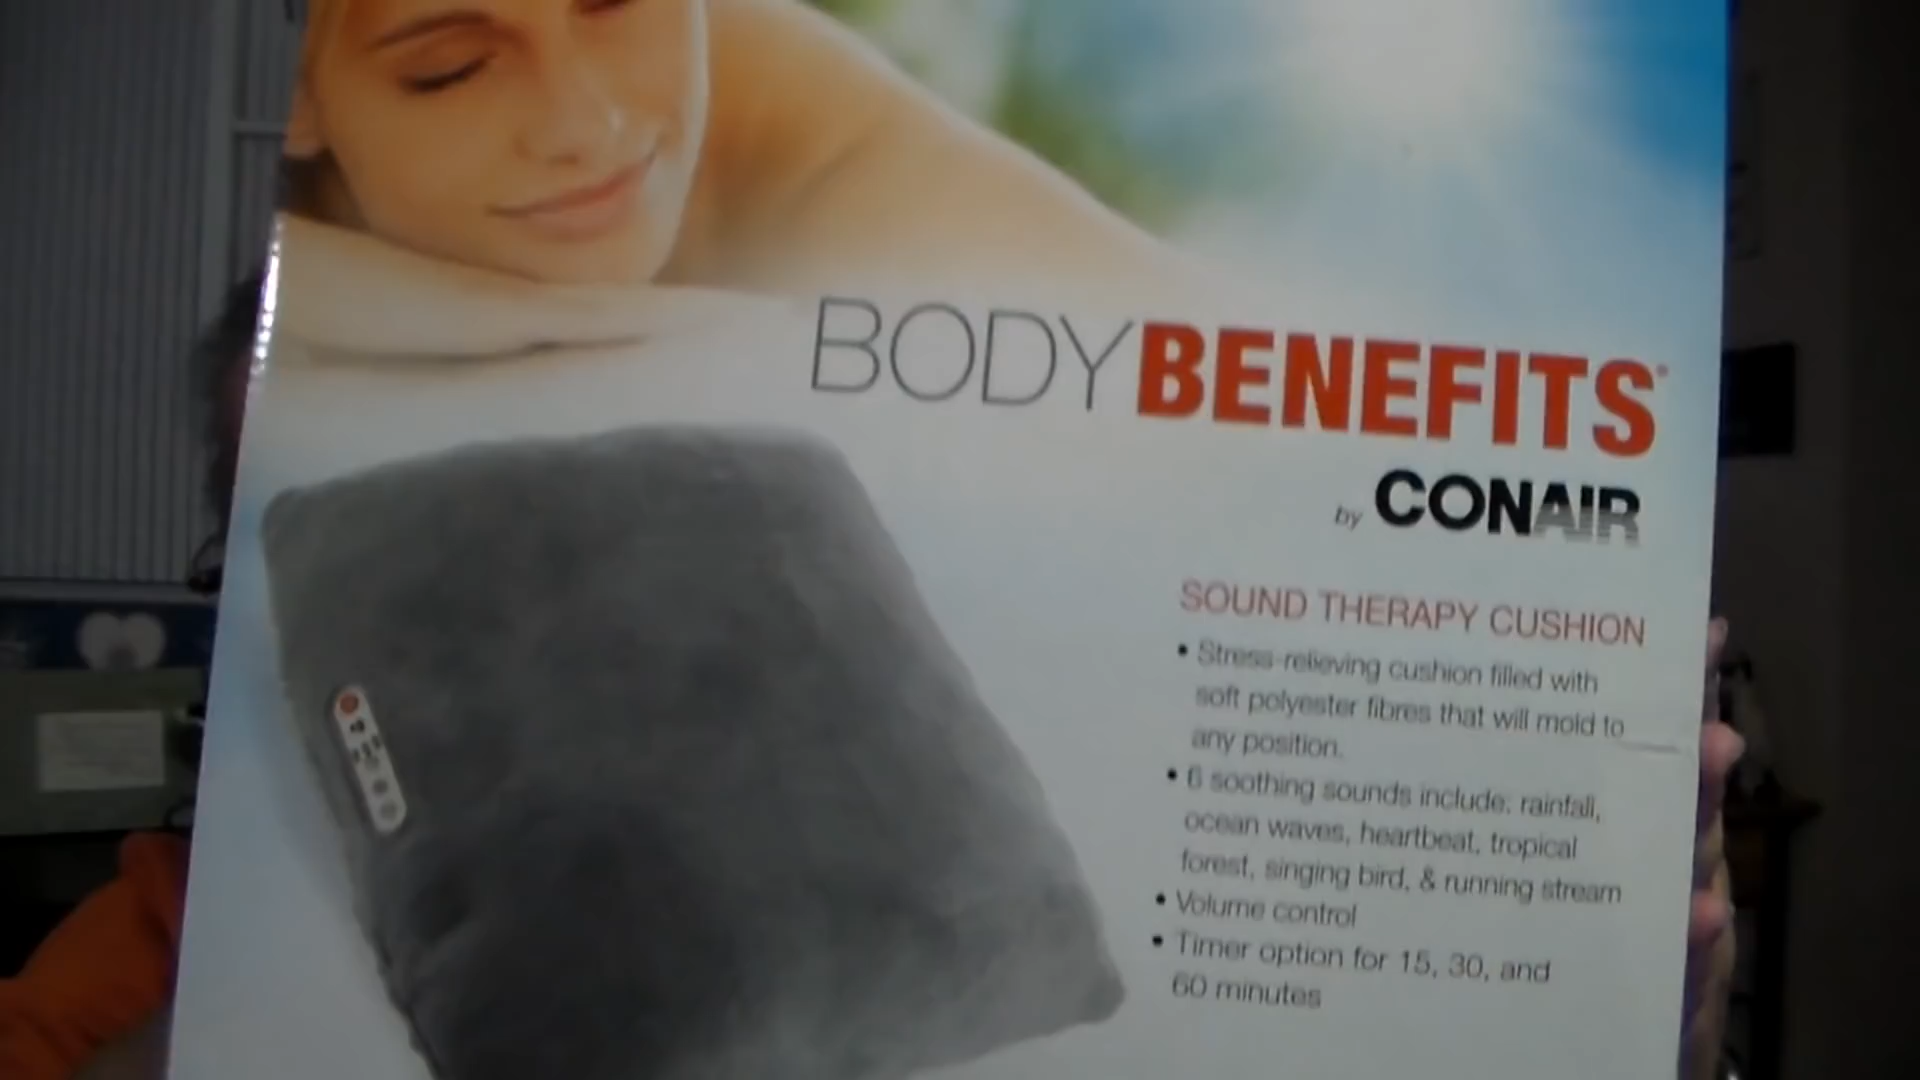 BODYBENEFITS®
by CONAIR
SOUND THERAPY CUSHION
• Stress-relieving cushion filled with
soft polyester fibres that will mold to
any position.
• 6 soothing sounds include: rainfall,
ocean waves, heartbeat, tropical
forest, singing bird, & running stream
• Volume control
• Timer option for 15, 30, and
60 minutes